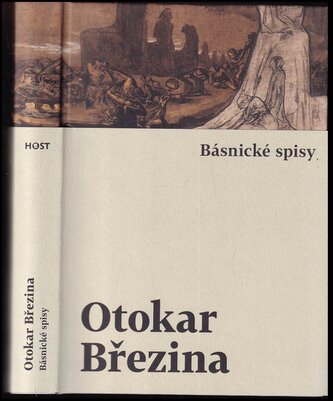 HOST
Otokar Březina
Básnické spisy
Básnické spisy
Otokar
Březina